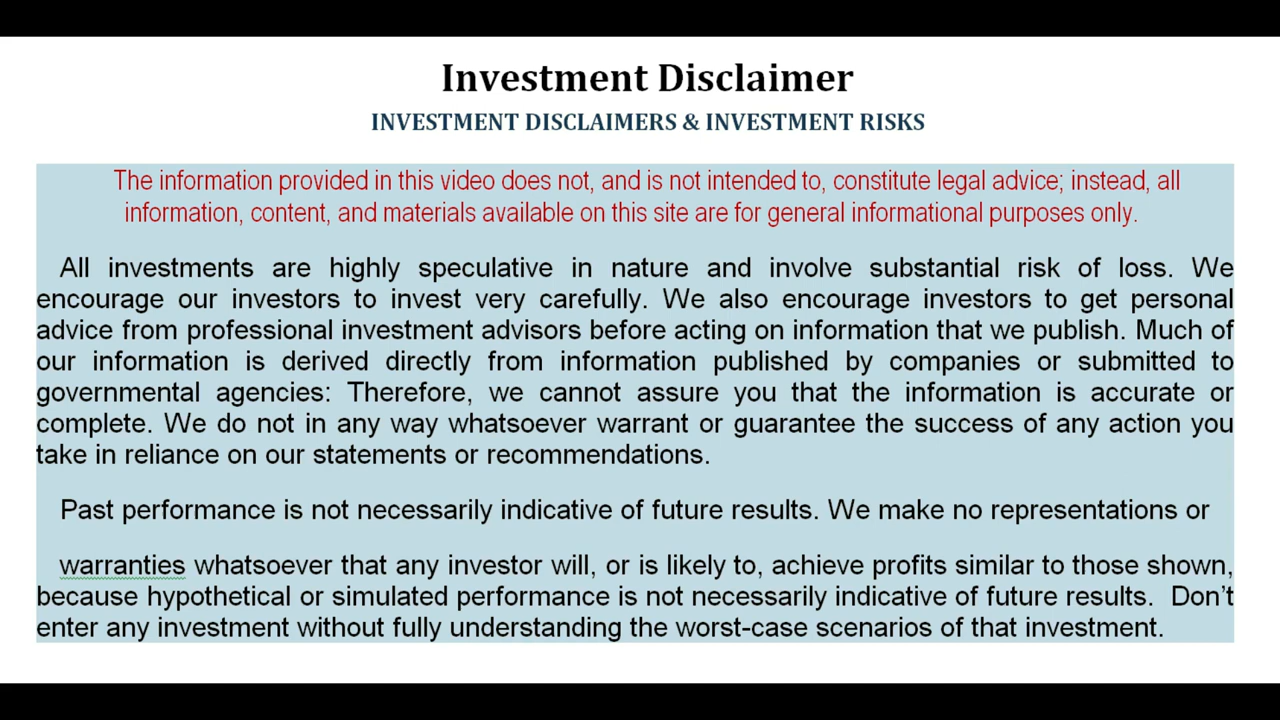 Investment Disclaimer
INVESTMENT DISCLAIMERS & INVESTMENT RISKS
The information provided in this video does not, and is not intended to, constitute legal advice; instead, all
information, content, and materials available on this site are for general informational purposes only.
All investments are highly speculative in nature and involve substantial risk of loss. We
encourage our investors to invest very carefully. We also encourage investors to get personal
advice from professional investment advisors before acting on information that we publish. Much of
our information is derived directly from information published by companies or submitted to
governmental agencies: Therefore, we cannot assure you that the information is accurate or
complete. We do not in any way whatsoever warrant or guarantee the success of any action you
take in reliance on our statements or recommendations.
Past performance is not necessarily indicative of future results. We make no representations or
warranties whatsoever that any investor will, or is likely to, achieve profits similar to those shown,
because hypothetical or simulated performance is not necessarily indicative of future results.  Don’t
enter any investment without fully understanding the worst-case scenarios of that investment.